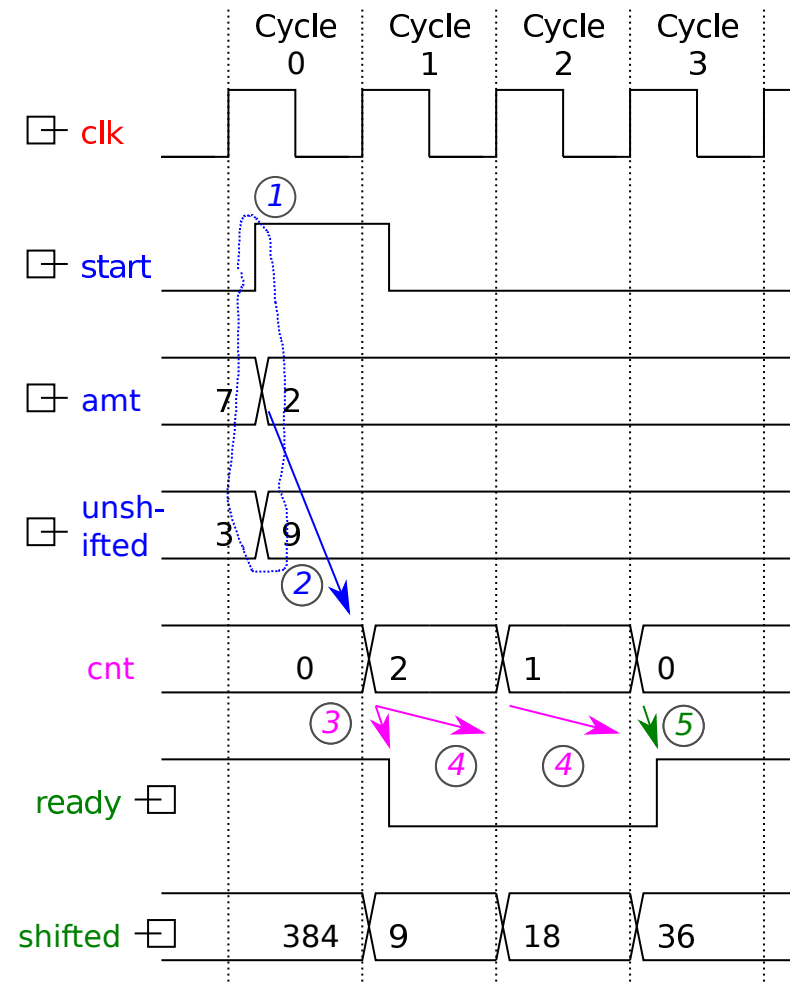 Cycle Cycle Cycle Cycle
0 1 2 3
clk
1
start
amt 7 2
unsh-
ifted 3 9
2
cnt 0 2 1 0
3 5
4 4
ready
shifted 384 9 18 36